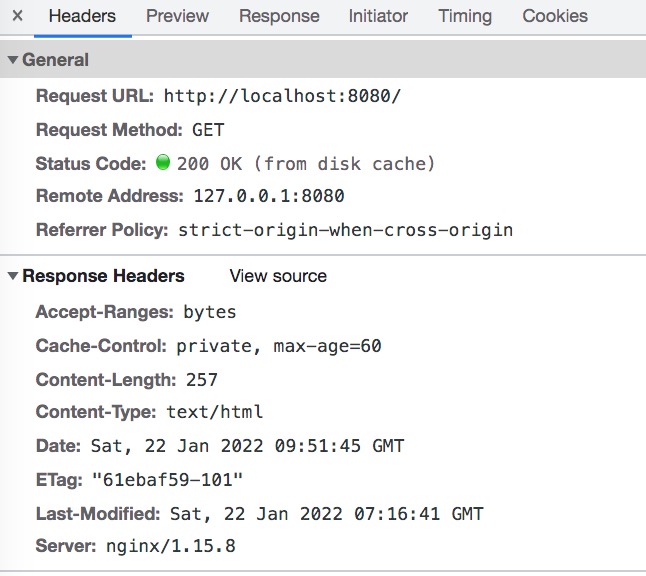 × Headers Preview Response Initiator Timing Cookies
▼General
Request URL: http://localhost:8080/
Request Method: GET
Status Code: 200 OK (from disk cache)
Remote Address: 127.0.0.1:8080
Referrer Policy: strict-origin-when-cross-origin
▼Response Headers View source
Accept-Ranges: bytes
Cache-Control: private, max-age=60
Content-Length: 257
Content-Type: text/html
Date: Sat, 22 Jan 2022 09:51:45 GMT
ETag: "61ebaf59-101"
Last-Modified: Sat, 22 Jan 2022 07:16:41 GMT
Server: nginx/1.15.8